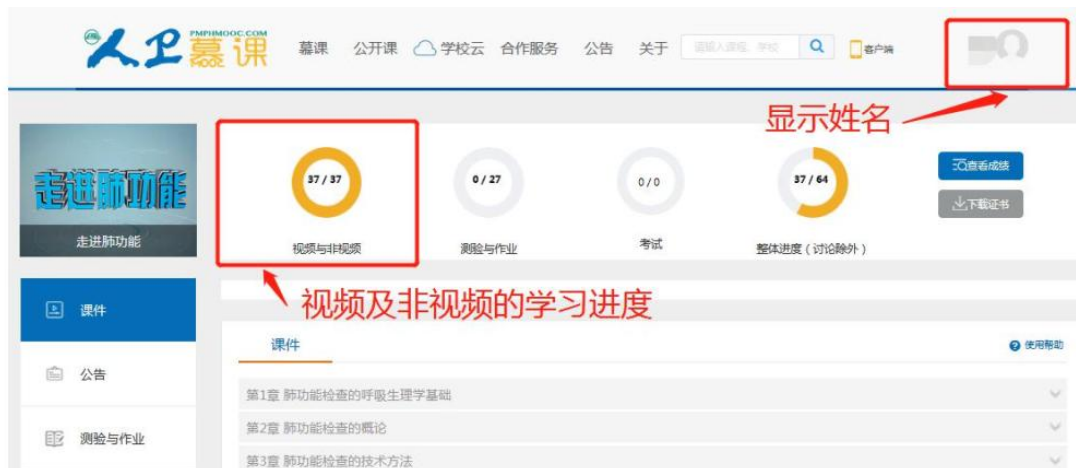 PMPHMOOC.COM
人卫慕课
慕课 公开课 学校云 合作服务 公告 关于 请输入课程、学校 客户端
显示姓名
走进肺功能
37 / 37 0 / 27 0 / 0 37 / 64
查看成绩
下载证书
走进肺功能
视频与非视频 测验与作业 考试 整体进度（讨论除外）
视频及非视频的学习进度
课件
课件 使用帮助
公告
第1章 肺功能检查的呼吸生理学基础
第2章 肺功能检查的概论
测验与作业
第3章 肺功能检查的技术方法